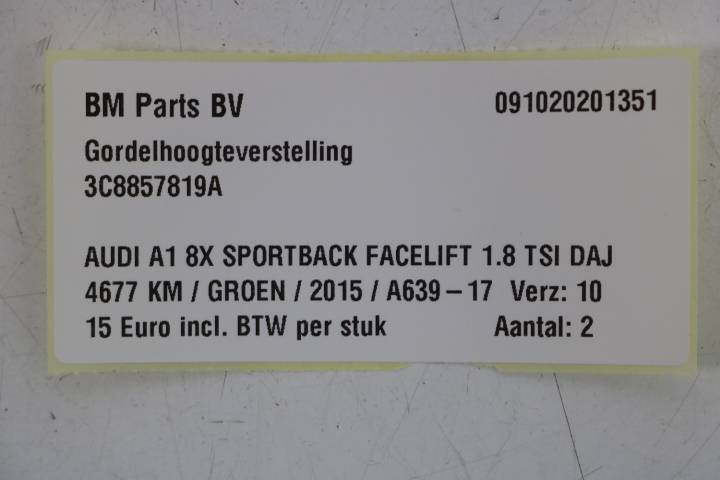 BM Parts BV 091020201351
Gordelhoogteverstelling
3C8857819A
AUDI A1 8X SPORTBACK FACELIFT 1.8 TSI DAJ
4677 KM / GROEN / 2015 / A639 – 17 Verz: 10
15 Euro incl. BTW per stuk Aantal: 2